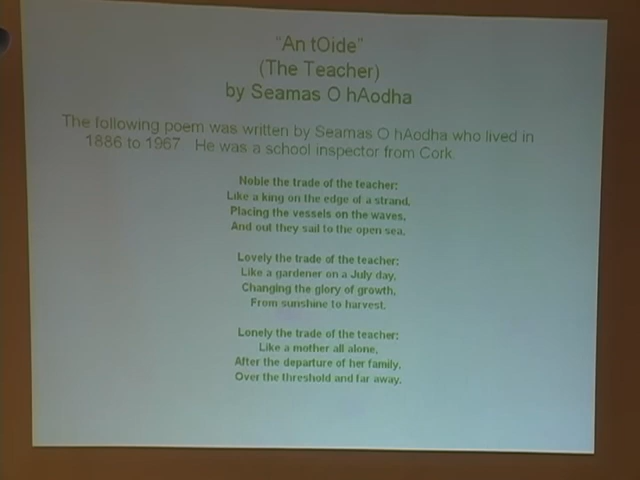 "An tOide"
(The Teacher)
by Seamas O hAodha
The following poem was written by Seamas O hAodha who lived in
1886 to 1967. He was a school inspector from Cork.
Noble the trade of the teacher:
Like a king on the edge of a strand,
Placing the vessels on the waves,
And out they sail to the open sea.
Lovely the trade of the teacher:
Like a gardener on a July day,
Changing the glory of growth,
From sunshine to harvest.
Lonely the trade of the teacher:
Like a mother all alone,
After the departure of her family,
Over the threshold and far away.